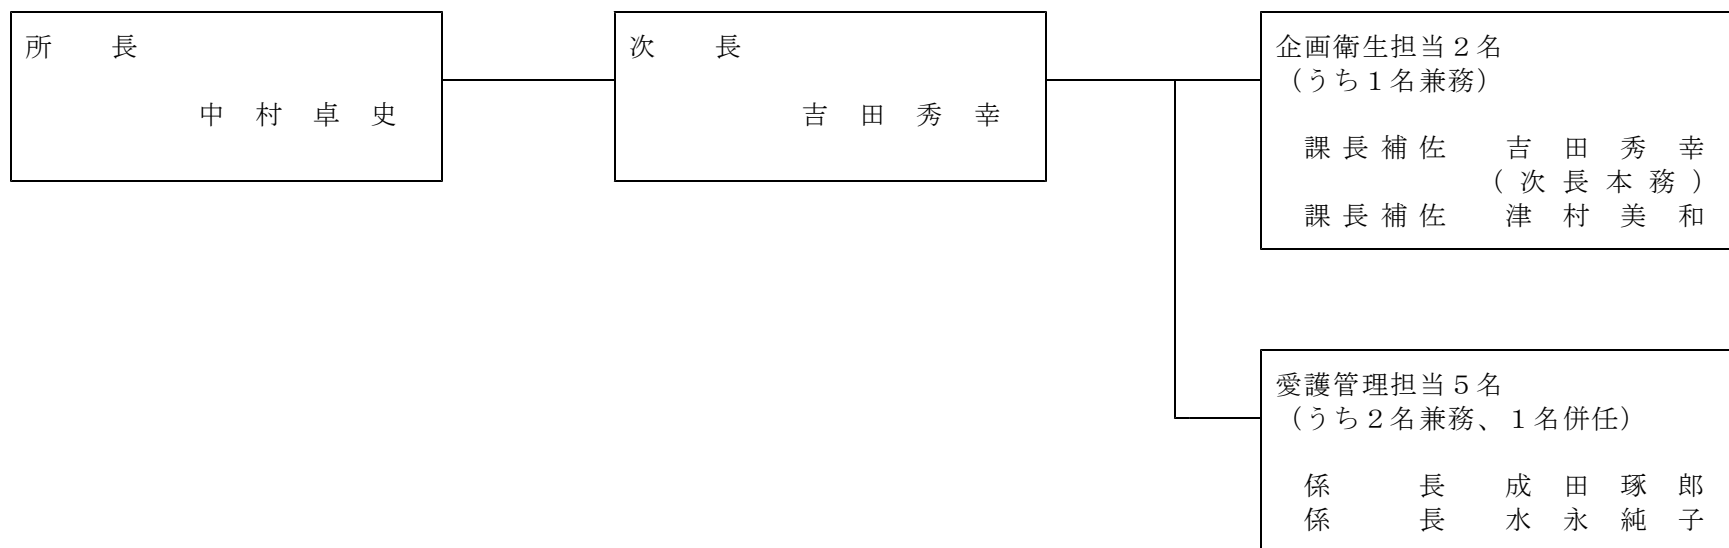 所　　長
中　村　卓　史
次　　長
吉　田　秀　幸
企画衛生担当２名
（うち１名兼務）
課長補佐　吉　田　秀　幸
（次長本務）
課長補佐　津　村　美　和
愛護管理担当５名
（うち２名兼務、１名併任）
係　　　長　成　田　琢　郎
係　　　長　水　永　純　子